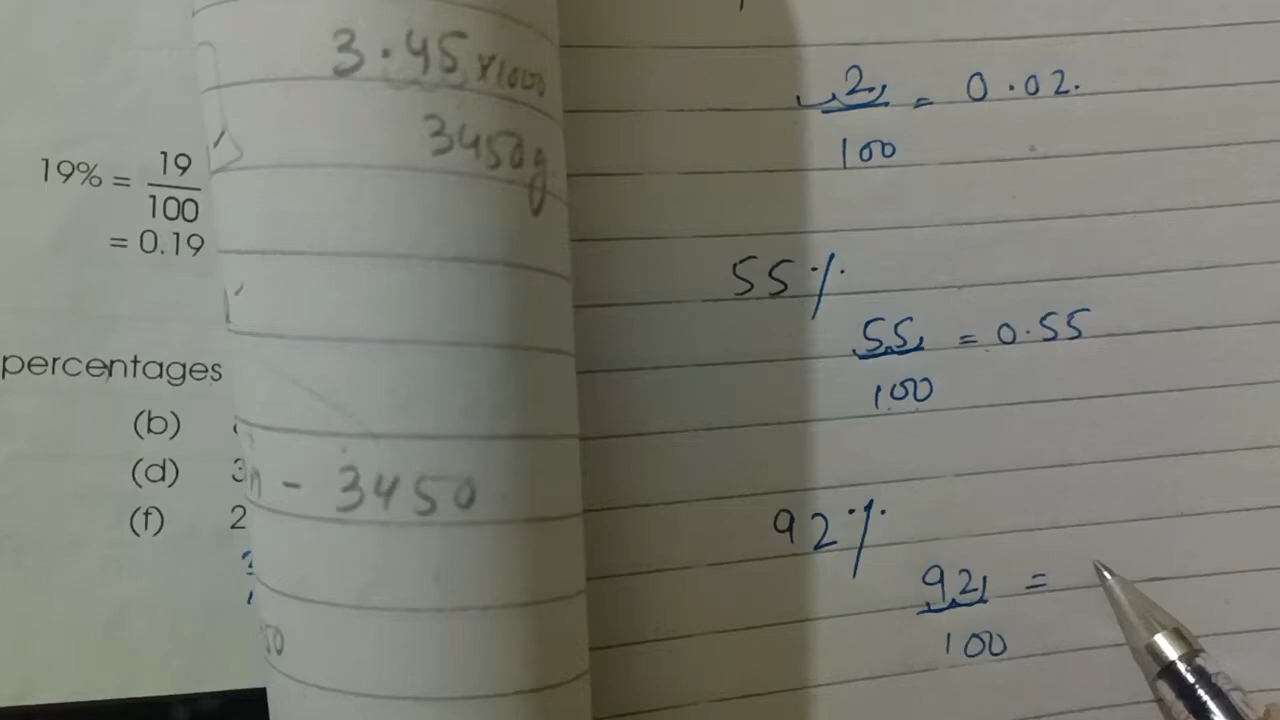 19% = 19
100
= 0.19
percentages
(b)
(d) 3
(f) 2
3.45 x1000
3450g
- 3450
2 = 0.02.
100
55%
55 = 0.55
100
92%
92 =
100